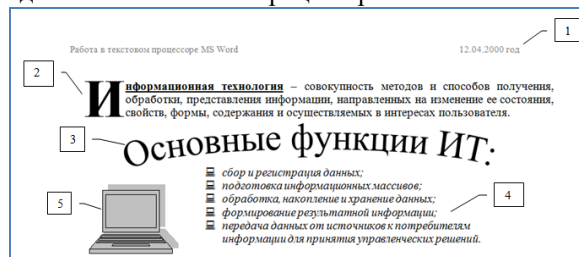 1
Работа в текстовом процессоре MS Word 12.04.2000 год
2
Информационная технология – совокупность методов и способов получения,
обработки, представления информации, направленных на изменение ее состояния,
свойств, формы, содержания и осуществляемых в интересах пользователя.
3
Основные функции ИТ:
сбор и регистрация данных;
подготовка информационных массивов;
обработка, накопление и хранение данных;
4
формирование результатной информации;
5
передача данных от источников к потребителям
информации для принятия управленческих решений.